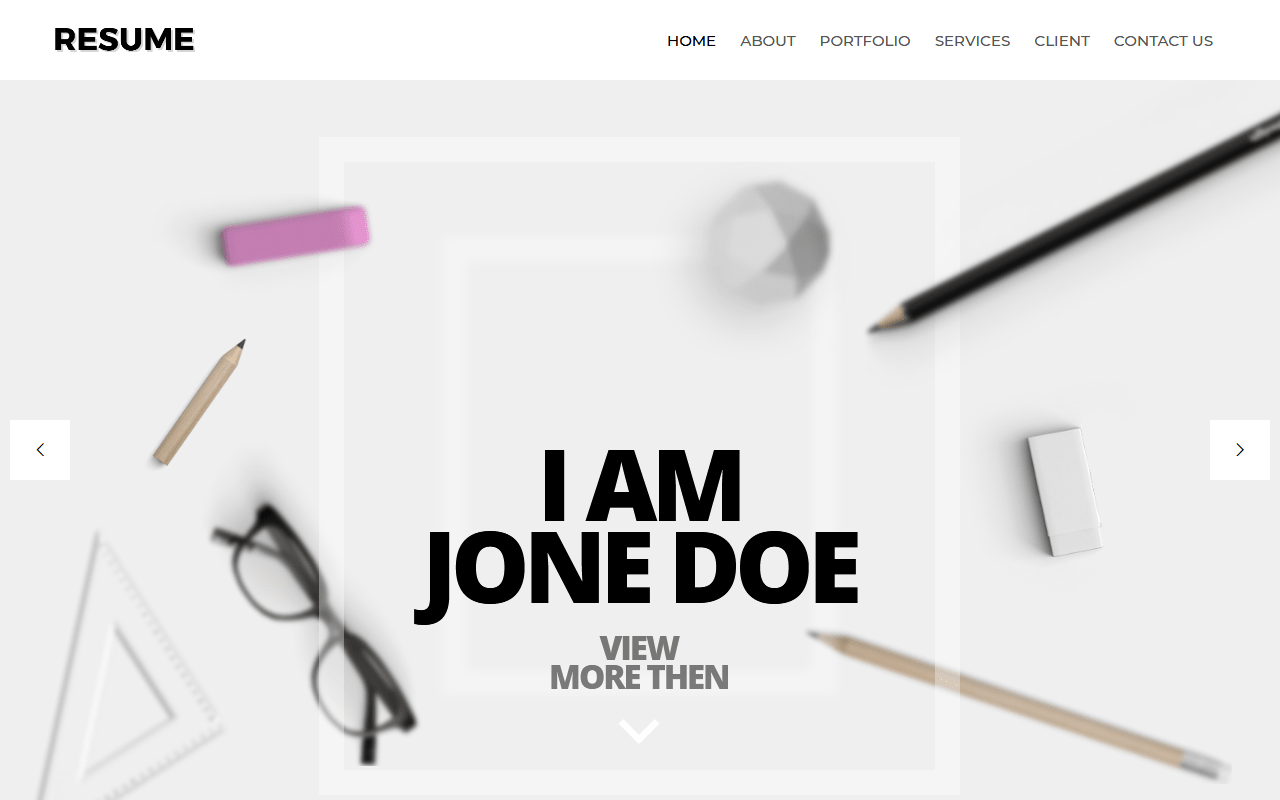 RESUME
HOME ABOUT PORTFOLIO SERVICES CLIENT CONTACT US
I AM
JONE DOE
VIEW
MORE THEN